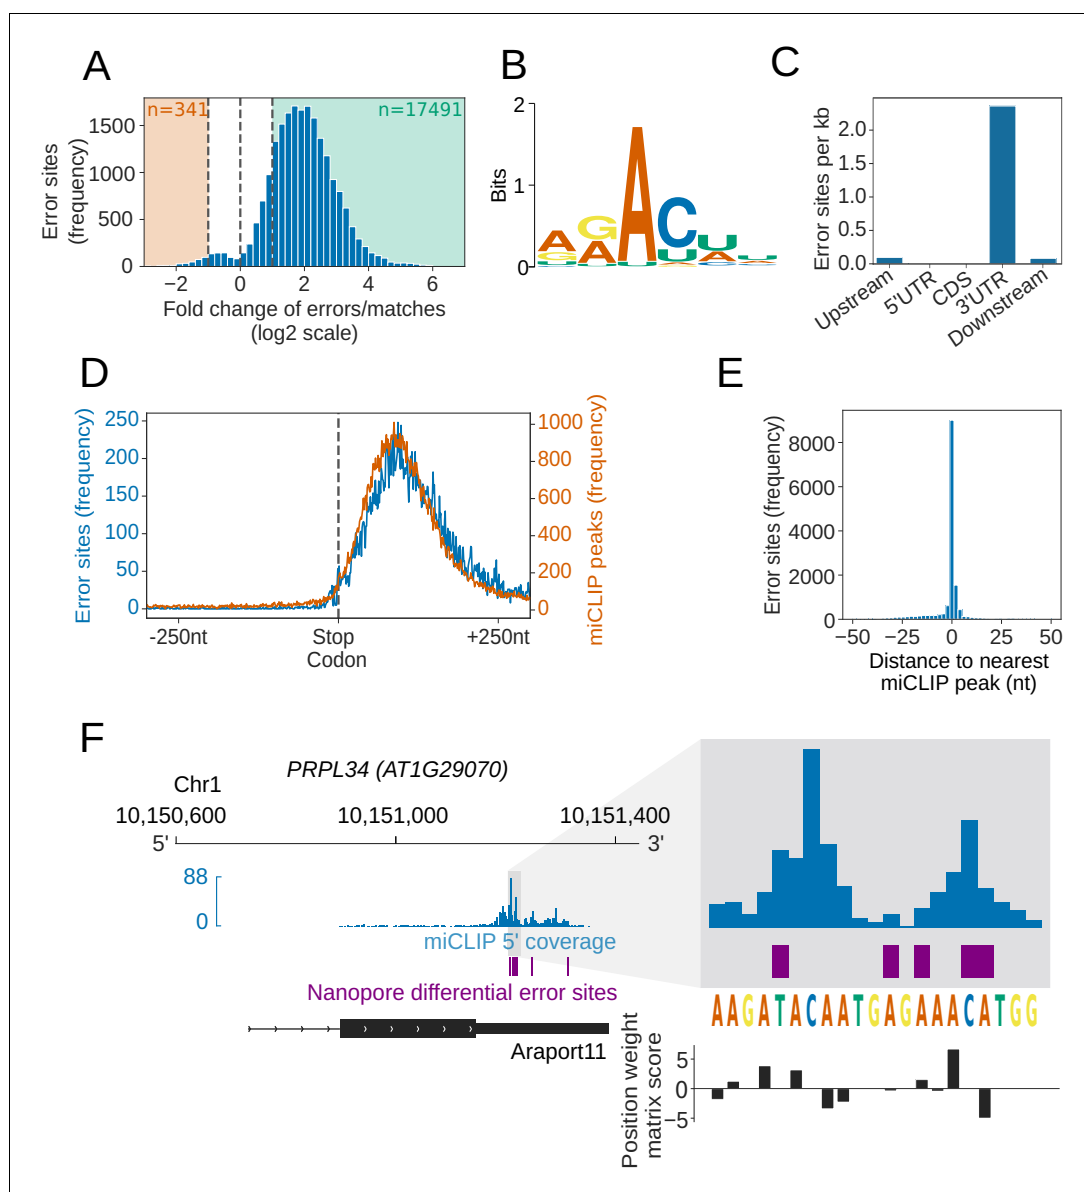 A
n=341
n=17491
1500
1000
500
0
Error sites
(frequency)
−2
0
2
4
6
Fold change of errors/matches
(log2 scale)
B
2
1
0
Bits
A
G
U
G
A
U
A
G
U
C
U
A
U
A
C
U
A
C
Error sites per kb
2.0
1.5
1.0
0.5
0.0
Upstream
5'UTR
CDS
3'UTR
Downstream
D
Error sites (frequency)
250
200
150
100
50
0
1000
800
600
400
200
0
miCLIP peaks (frequency)
-250nt
Stop
Codon
+250nt
E
Error sites (frequency)
8000
6000
4000
2000
0
−50
−25
0
25
50
Distance to nearest
miCLIP peak (nt)
F
PRPL34 (AT1G29070)
Chr1
10,150,600
10,151,000
10,151,400
5'
3'
88
0
miCLIP 5' coverage
Nanopore differential error sites
Araport11
AAGATACAATGAGAAACATGG
Position weight
matrix score
5
0
−5